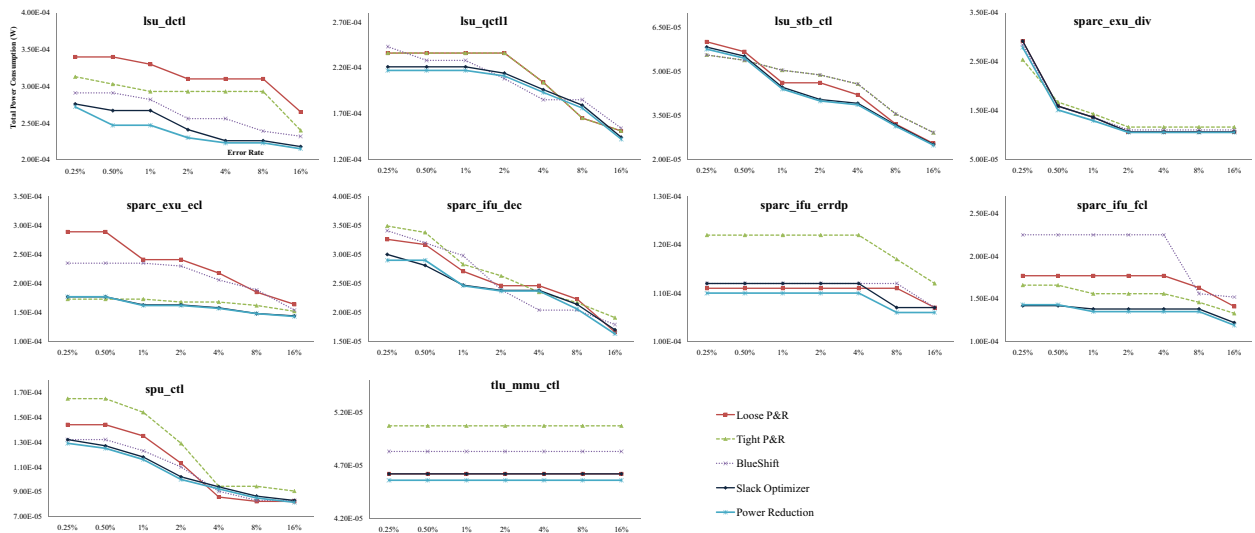 lsu_dctl
Total Power Consumption (W)
4.00E-04
3.50E-04
3.00E-04
2.50E-04
2.00E-04
Error Rate
0.25% 0.50% 1% 2% 4% 8% 16%
lsu_qctl1
2.70E-04
2.20E-04
1.70E-04
1.20E-04
0.25% 0.50% 1% 2% 4% 8% 16%
lsu_stb_ctl
6.50E-05
5.00E-05
3.50E-05
2.00E-05
0.25% 0.50% 1% 2% 4% 8% 16%
sparc_exu_div
3.50E-04
2.50E-04
1.50E-04
5.00E-05
0.25% 0.50% 1% 2% 4% 8% 16%
sparc_exu_ecl
3.50E-04
3.00E-04
2.50E-04
2.00E-04
1.50E-04
1.00E-04
0.25% 0.50% 1% 2% 4% 8% 16%
sparc_ifu_dec
4.00E-05
3.50E-05
3.00E-05
2.50E-05
2.00E-05
1.50E-05
0.25% 0.50% 1% 2% 4% 8% 16%
sparc_ifu_errdp
1.30E-04
1.20E-04
1.10E-04
1.00E-04
0.25% 0.50% 1% 2% 4% 8% 16%
sparc_ifu_fcl
2.50E-04
2.00E-04
1.50E-04
1.00E-04
0.25% 0.50% 1% 2% 4% 8% 16%
spu_ctl
1.70E-04
1.50E-04
1.30E-04
1.10E-04
9.00E-05
7.00E-05
0.25% 0.50% 1% 2% 4% 8% 16%
tlu_mmu_ctl
5.20E-05
4.70E-05
4.20E-05
0.25% 0.50% 1% 2% 4% 8% 16%
Loose P&R
Tight P&R
BlueShift
Slack Optimizer
Power Reduction